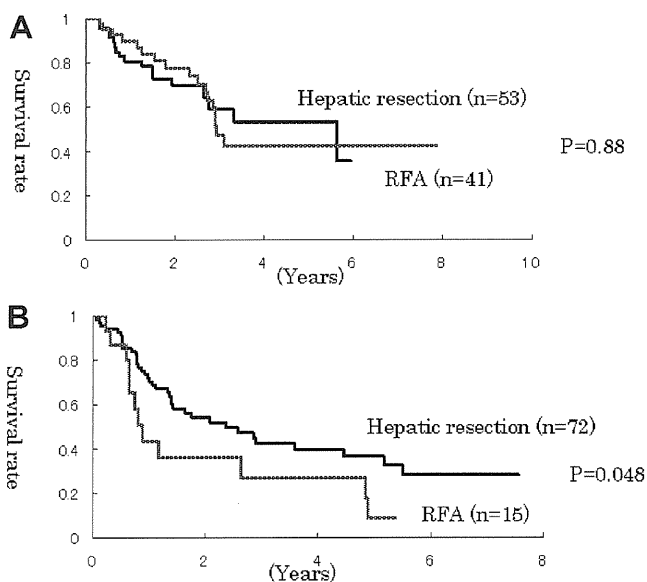 A
Survival rate
1
0.8
0.6
0.4
0.2
0
Hepatic resection (n=53)
P=0.88
RFA (n=41)
0 2 4 6 8 10
(Years)
B
Survival rate
1
0.8
0.6
0.4
0.2
0
Hepatic resection (n=72)
P=0.048
RFA (n=15)
0 2 4 6 8
(Years)